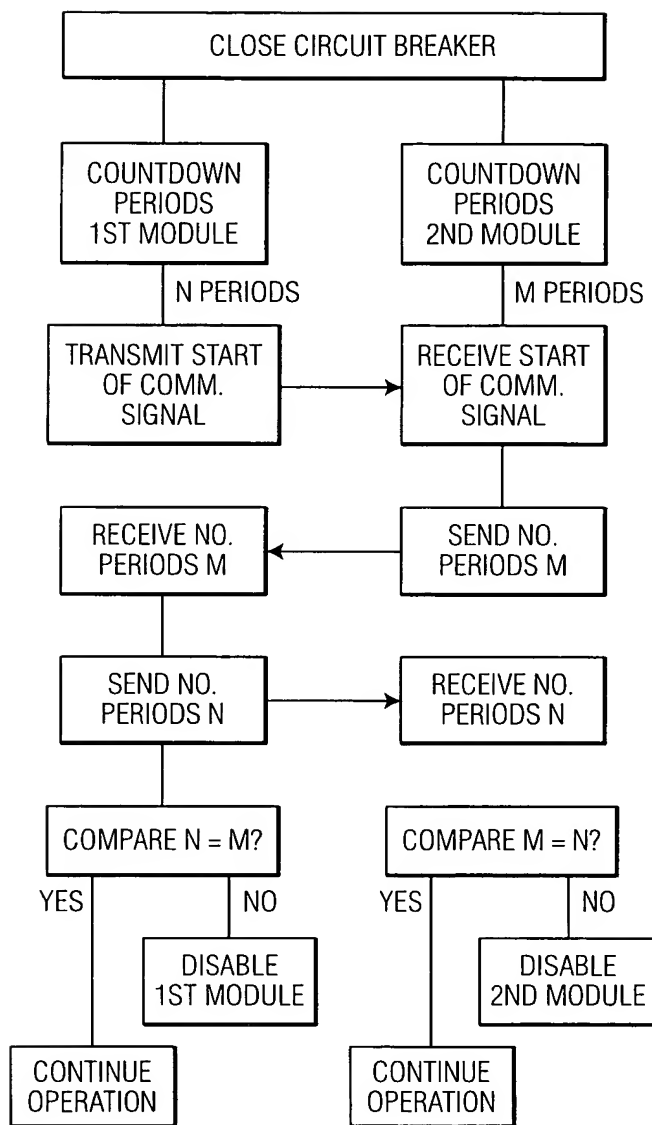 CLOSE CIRCUIT BREAKER
COUNTDOWN
PERIODS
1ST MODULE
COUNTDOWN
PERIODS
2ND MODULE
N PERIODS
M PERIODS
TRANSMIT START
OF COMM.
SIGNAL
RECEIVE START
OF COMM.
SIGNAL
RECEIVE NO.
PERIODS M
SEND NO.
PERIODS M
SEND NO.
PERIODS N
RECEIVE NO.
PERIODS N
COMPARE N = M?
COMPARE M = N?
YES
NO
YES
NO
DISABLE
1ST MODULE
DISABLE
2ND MODULE
CONTINUE
OPERATION
CONTINUE
OPERATION